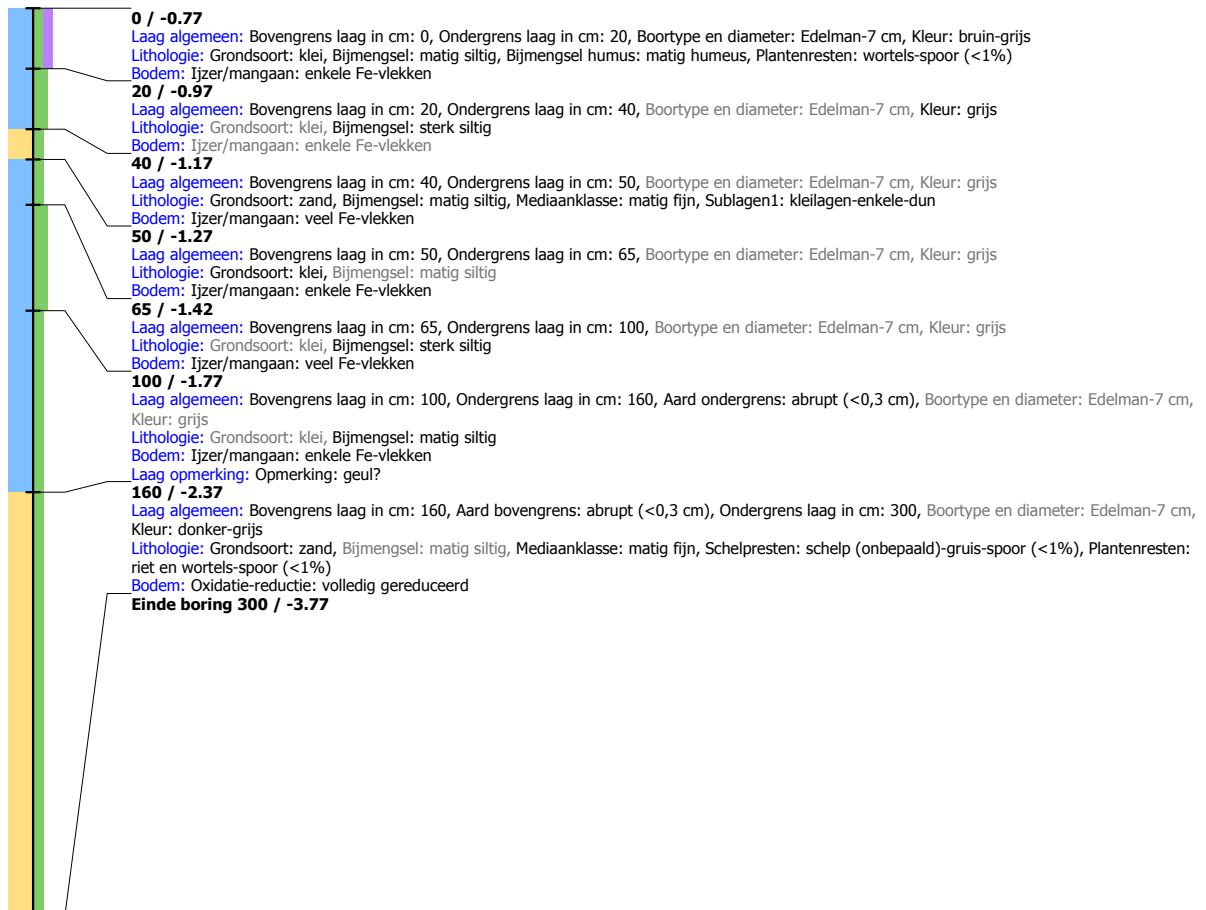 0 / -0.77
Laag algemeen: Bovengrens laag in cm: 0, Ondergrens laag in cm: 20, Boortype en diameter: Edelman-7 cm, Kleur: bruin-grijs
Lithologie: Grondsoort: klei, Bijmengsel: matig siltig, Bijmengsel humus: matig humeus, Plantenresten: wortels-spoor (<1%)
Bodem: Ijzer/mangaan: enkele Fe-vlekken
20 / -0.97
Laag algemeen: Bovengrens laag in cm: 20, Ondergrens laag in cm: 40, Boortype en diameter: Edelman-7 cm, Kleur: grijs
Lithologie: Grondsoort: klei, Bijmengsel: sterk siltig
Bodem: Ijzer/mangaan: enkele Fe-vlekken
40 / -1.17
Laag algemeen: Bovengrens laag in cm: 40, Ondergrens laag in cm: 50, Boortype en diameter: Edelman-7 cm, Kleur: grijs
Lithologie: Grondsoort: zand, Bijmengsel: matig siltig, Mediaanklasse: matig fijn, Sublagen1: kleilagen-enkele-dun
Bodem: Ijzer/mangaan: veel Fe-vlekken
50 / -1.27
Laag algemeen: Bovengrens laag in cm: 50, Ondergrens laag in cm: 65, Boortype en diameter: Edelman-7 cm, Kleur: grijs
Lithologie: Grondsoort: klei, Bijmengsel: matig siltig
Bodem: Ijzer/mangaan: enkele Fe-vlekken
65 / -1.42
Laag algemeen: Bovengrens laag in cm: 65, Ondergrens laag in cm: 100, Boortype en diameter: Edelman-7 cm, Kleur: grijs
Lithologie: Grondsoort: klei, Bijmengsel: sterk siltig
Bodem: Ijzer/mangaan: veel Fe-vlekken
100 / -1.77
Laag algemeen: Bovengrens laag in cm: 100, Ondergrens laag in cm: 160, Aard ondergrens: abrupt (<0,3 cm), Boortype en diameter: Edelman-7 cm,
Kleur: grijs
Lithologie: Grondsoort: klei, Bijmengsel: matig siltig
Bodem: Ijzer/mangaan: enkele Fe-vlekken
Laag opmerking: Opmerking: geul?
160 / -2.37
Laag algemeen: Bovengrens laag in cm: 160, Aard bovengrens: abrupt (<0,3 cm), Ondergrens laag in cm: 300, Boortype en diameter: Edelman-7 cm,
Kleur: donker-grijs
Lithologie: Grondsoort: zand, Bijmengsel: matig siltig, Mediaanklasse: matig fijn, Schelpresten: schelp (onbepaald)-gruis-spoor (<1%), Plantenresten:
riet en wortels-spoor (<1%)
Bodem: Oxidatie-reductie: volledig gereduceerd
Einde boring 300 / -3.77